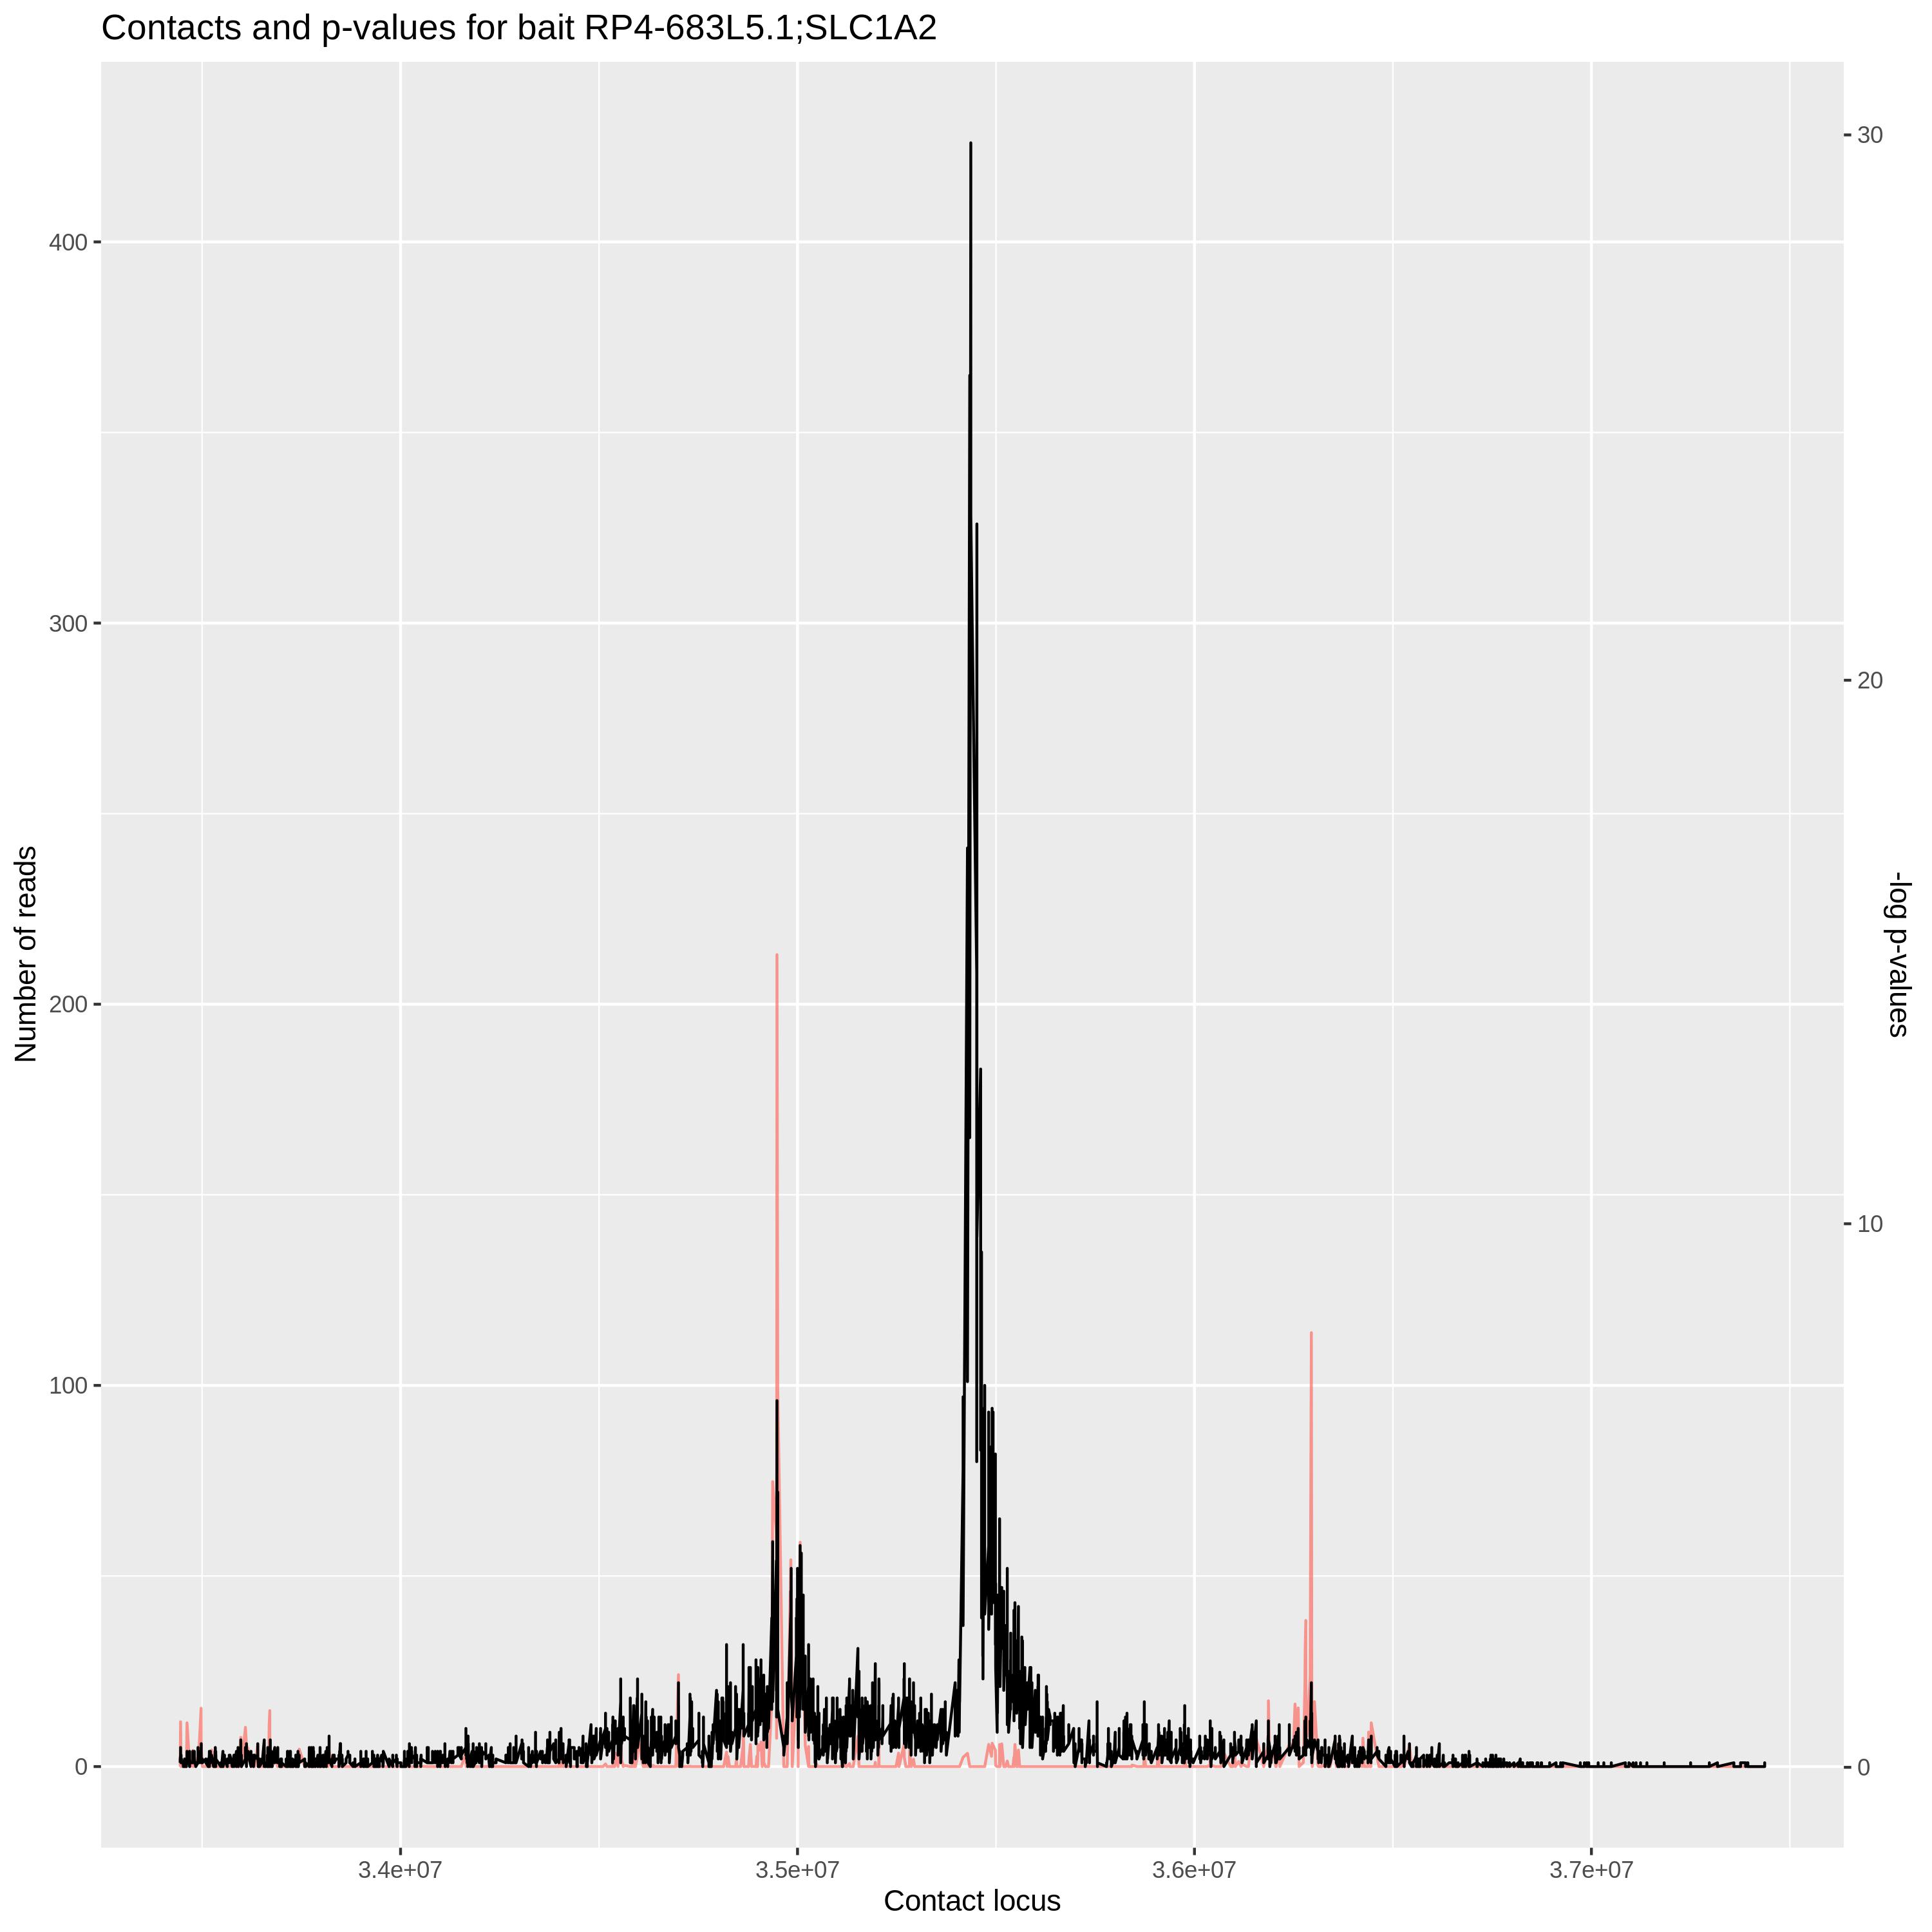 Contacts and p-values for bait RP4-683L5.1;SLC1A2
Number of reads
400
300
200
100
0
30
20
10
0
-log p-values
3.4e+07
3.5e+07
3.6e+07
3.7e+07
Contact locus